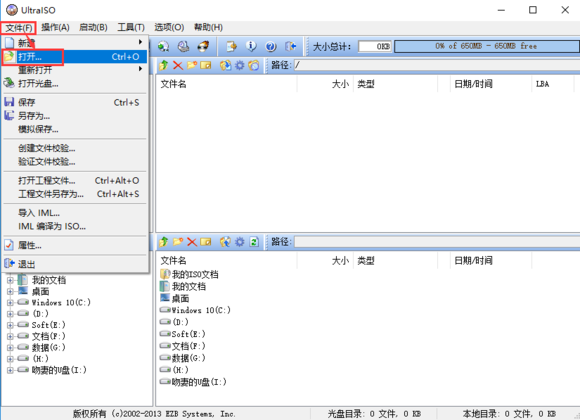 UltraISO
文件(F) 操作(A) 启动(B) 工具(T) 选项(O) 帮助(H)
新建
大小总计: 0KB 0% of 650MB - 650MB free
打开... Ctrl+O
重新打开
路径: /
打开光盘...
文件名 大小 类型 日期/时间 LBA
保存 Ctrl+S
另存为...
模拟保存...
创建文件校验...
验证文件校验...
打开工程文件... Ctrl+Alt+O
工程文件另存为... Ctrl+Alt+S
导入 IML...
IML 编译为 ISO...
属性...
路径:
退出
文件名 大小 类型 日期/时间
我的ISO文档
我的文档
我的文档
桌面
桌面
Windows 10(C:)
Windows 10(C:)
(D:)
(D:)
Soft(E:)
Soft(E:)
文档(F:)
文档(F:)
数据(G:)
数据(G:)
(H:)
(H:)
吻妻的U盘(I:)
吻妻的U盘(I:)
版权所有 (c)2002-2013 EZB Systems, Inc. 光盘目录: 0 文件, 0 KB 本地目录: 0 文件, 0 KB